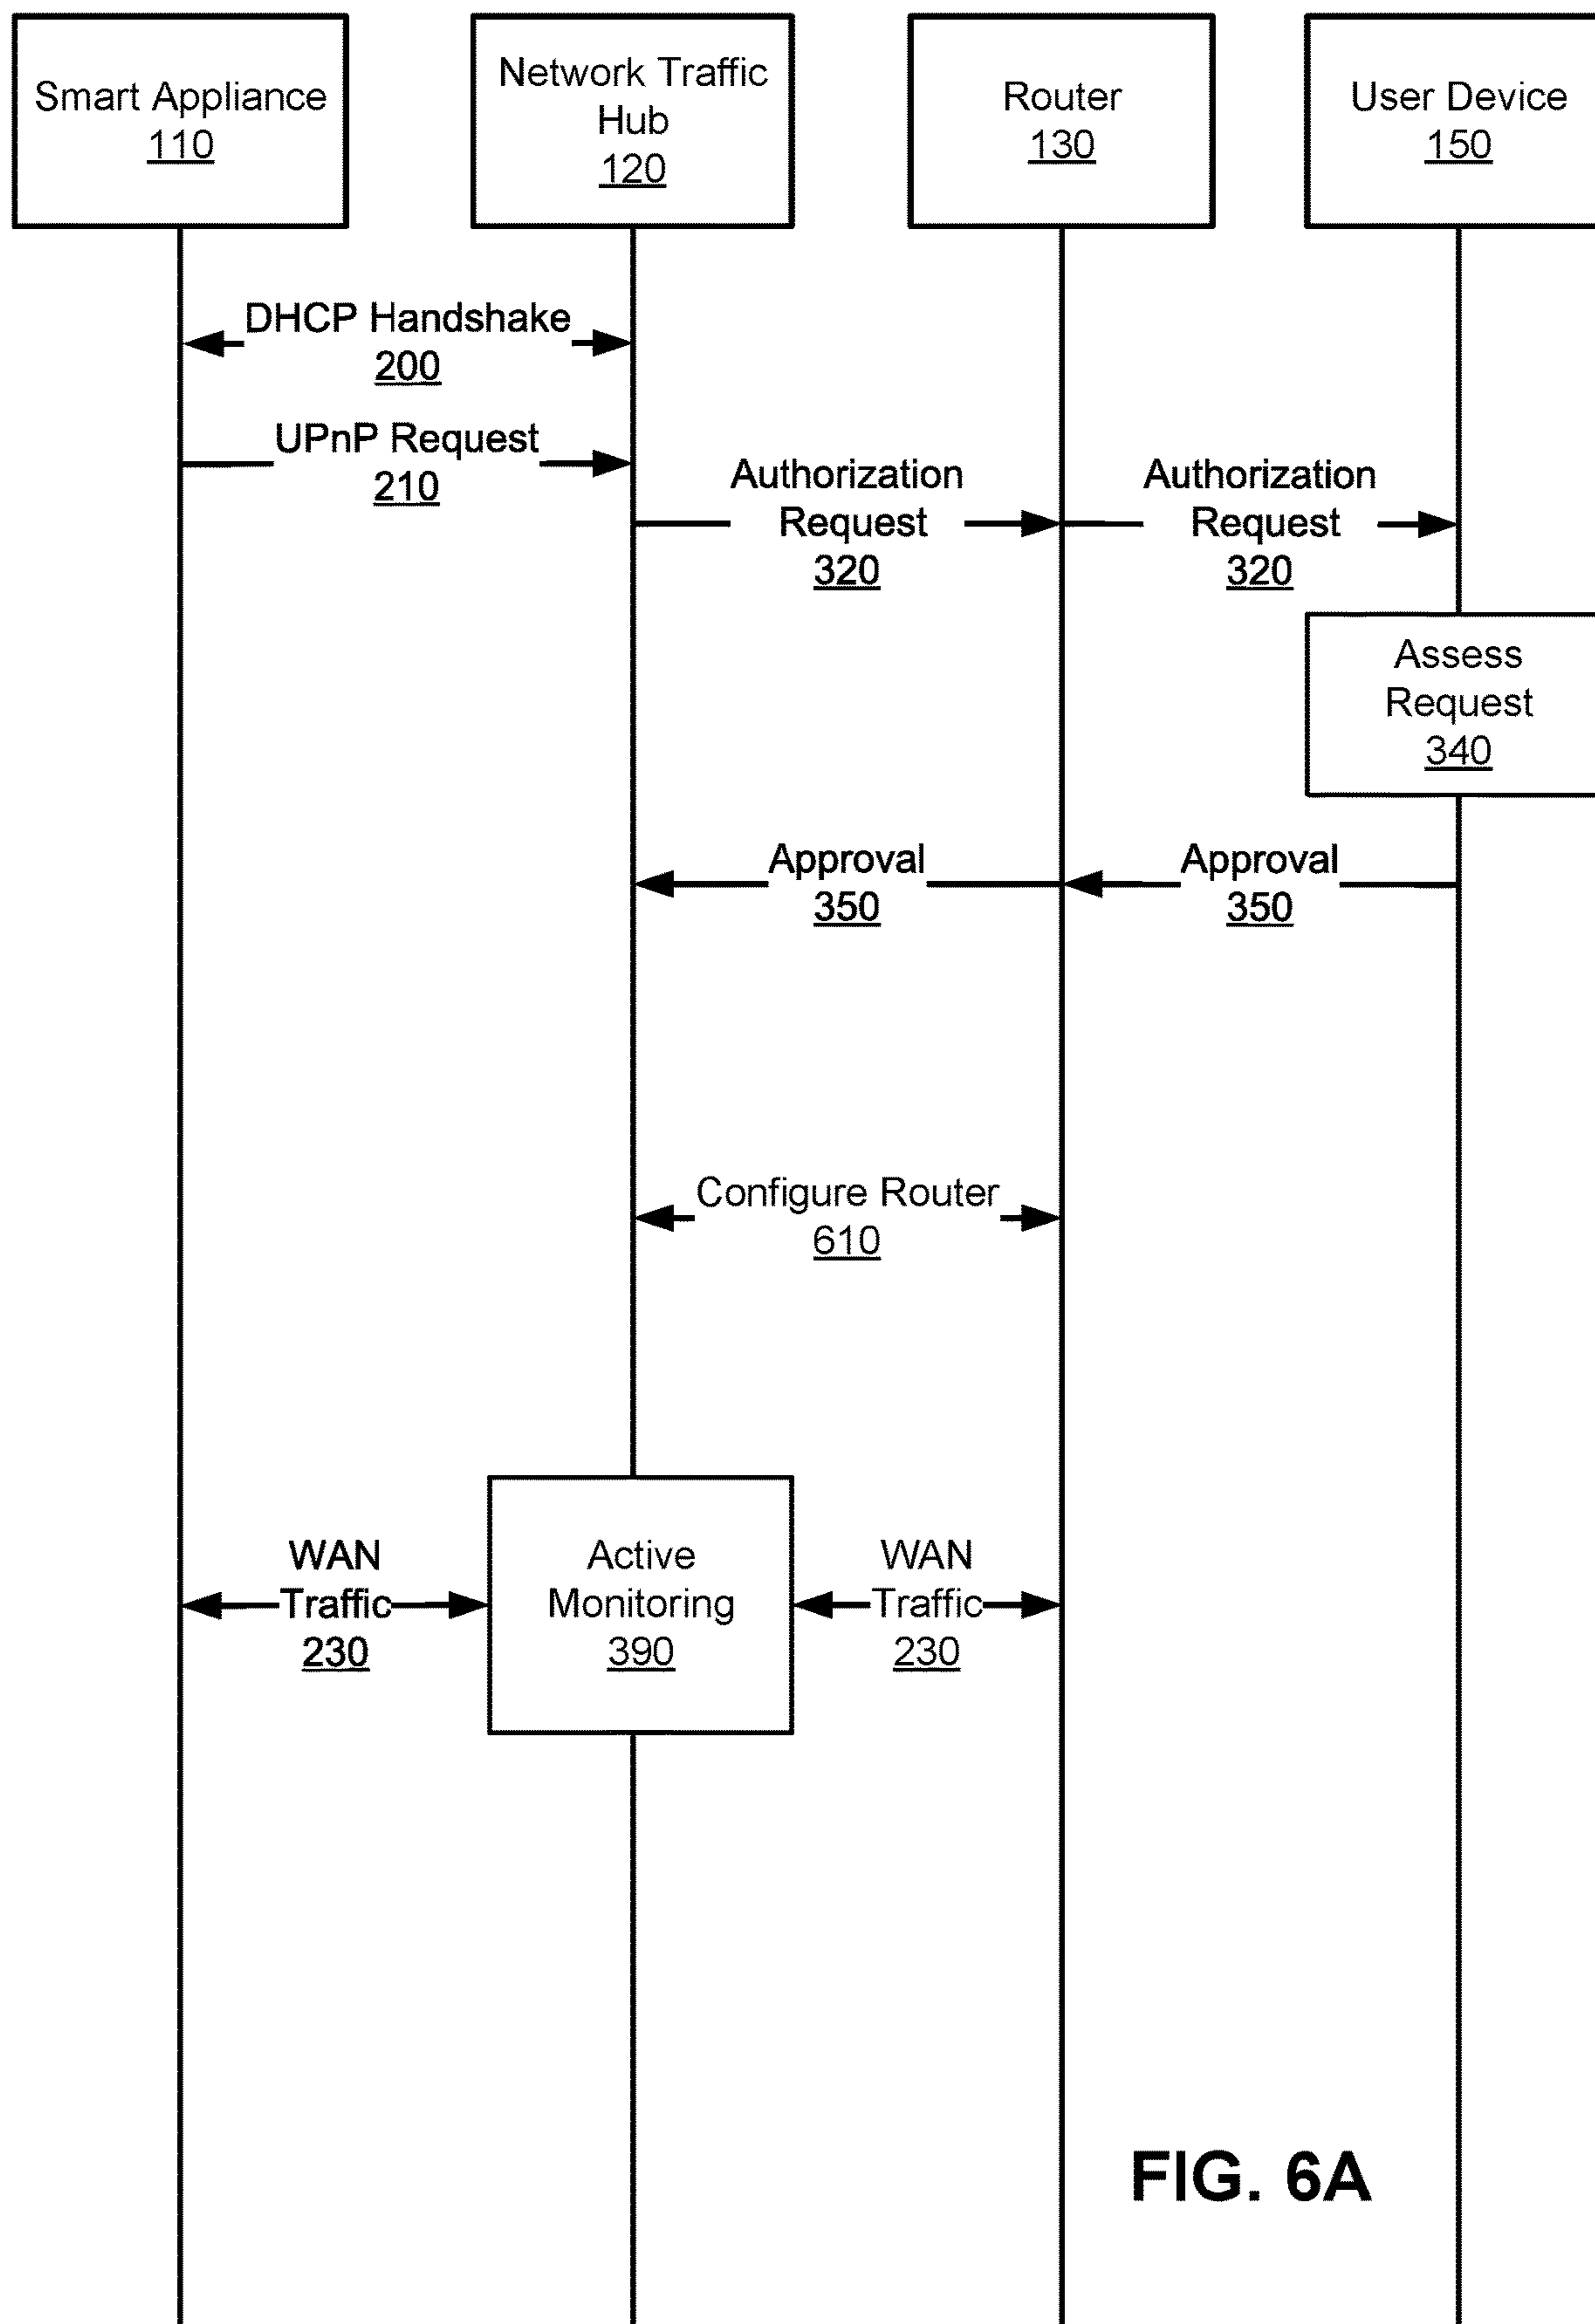 Smart Appliance
110
Network Traffic
Hub
120
Router
130
User Device
150
DHCP Handshake
200
UPnP Request
210
Authorization
Request
320
Authorization
Request
320
Assess
Request
340
Approval
350
Approval
350
Configure Router
610
WAN
Traffic
230
Active
Monitoring
390
WAN
Traffic
230
FIG. 6A